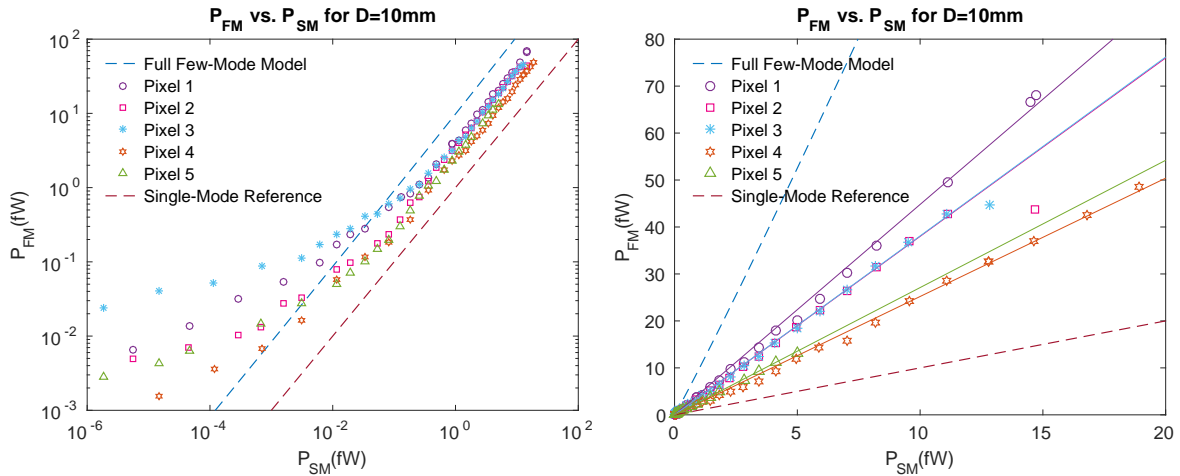 P_FM vs. P_SM for D=10mm
10^2
10^1
10^0
10^-1
10^-2
10^-3
P_FM(fW)
Full Few-Mode Model
Pixel 1
Pixel 2
Pixel 3
Pixel 4
Pixel 5
Single-Mode Reference
10^-6 10^-4 10^-2 10^0 10^2
P_SM(fW)
P_FM vs. P_SM for D=10mm
80
70
60
50
40
30
20
10
0
P_FM(fW)
Full Few-Mode Model
Pixel 1
Pixel 2
Pixel 3
Pixel 4
Pixel 5
Single-Mode Reference
0 5 10 15 20
P_SM(fW)